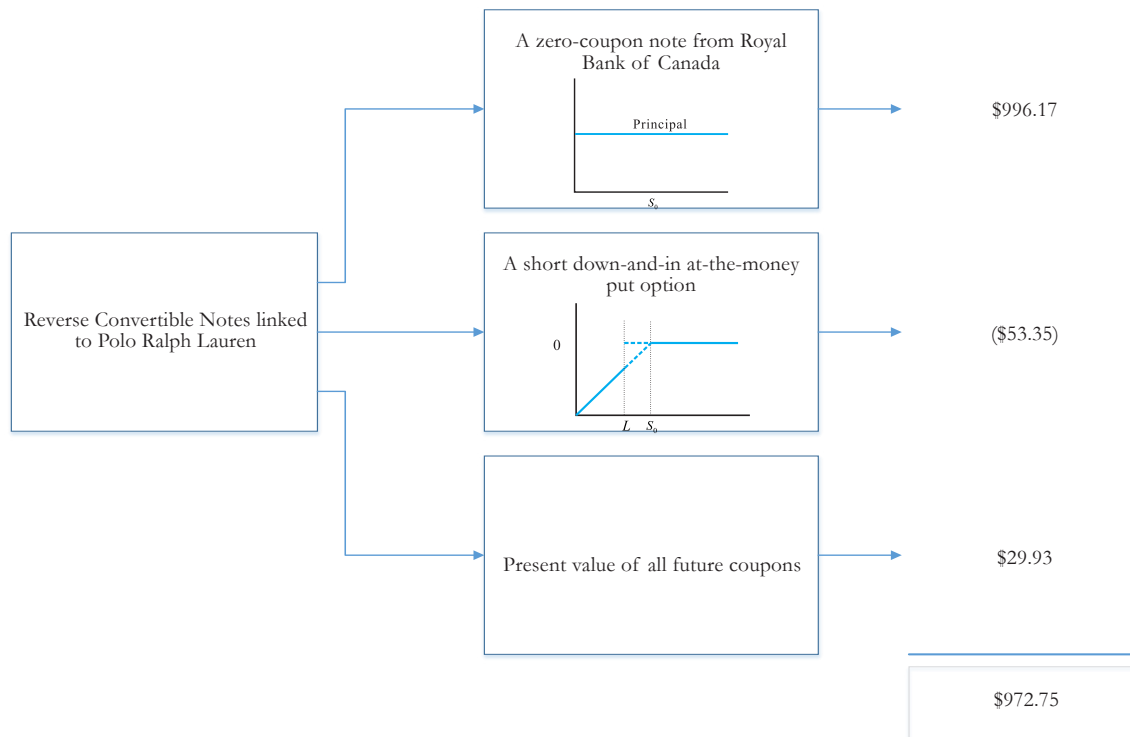 A zero-coupon note from Royal
Bank of Canada
Principal
S₀
$996.17
Reverse Convertible Notes linked
to Polo Ralph Lauren
A short down-and-in at-the-money
put option
0
L S₀
($53.35)
Present value of all future coupons
$29.93
$972.75